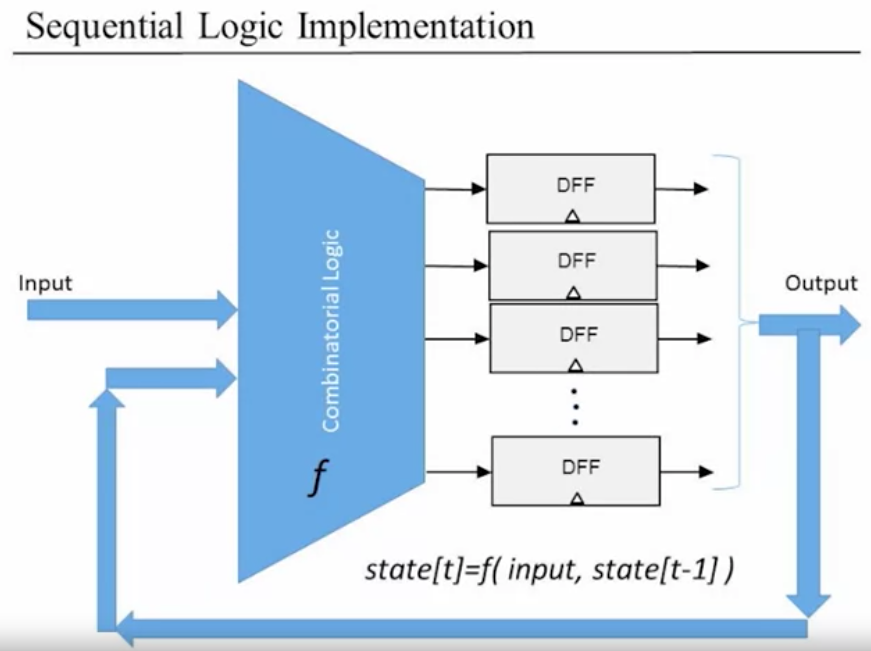 Sequential Logic Implementation
Input
Combinatorial Logic
f
DFF
DFF
DFF
DFF
Output
state[t]=f( input, state[t-1] )